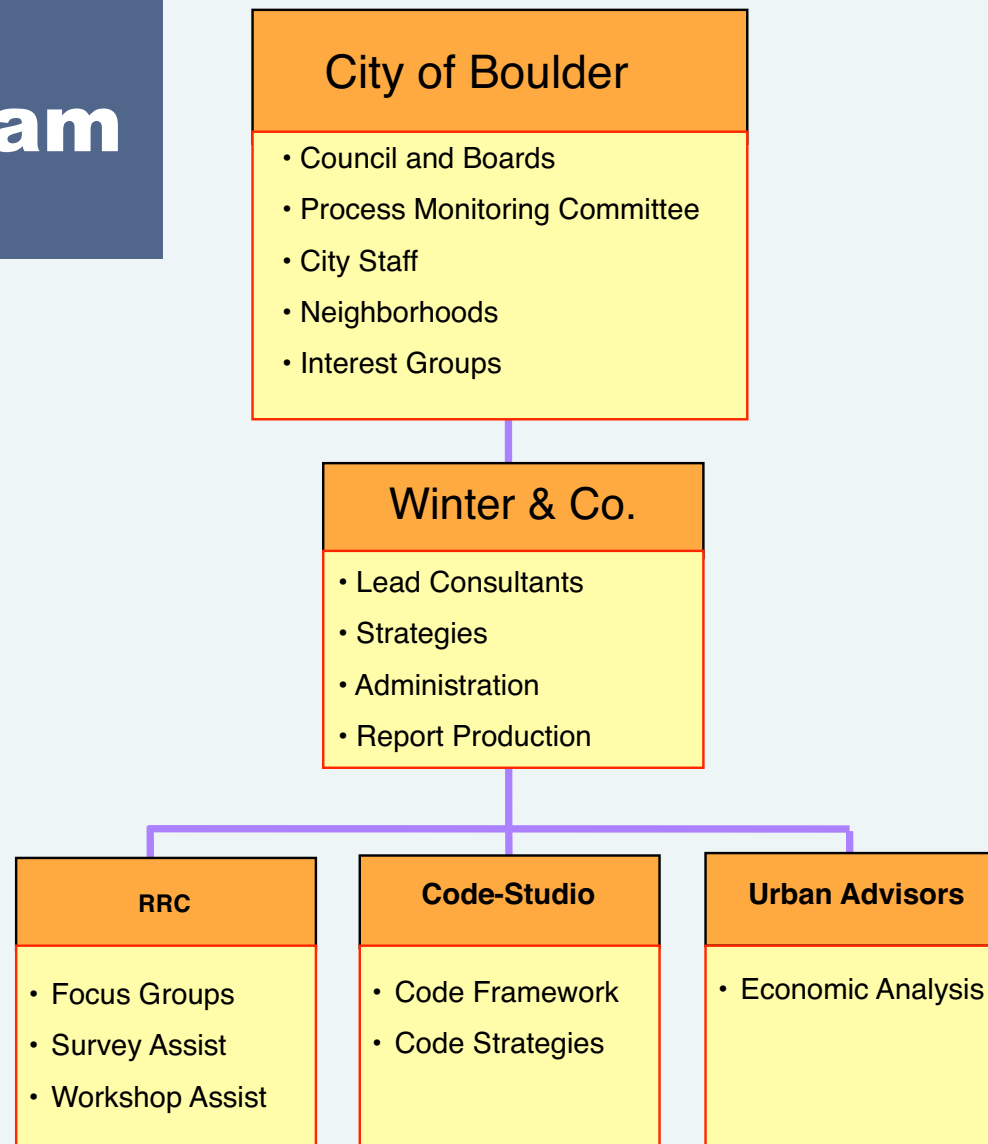 am
City of Boulder
• Council and Boards
• Process Monitoring Committee
• City Staff
• Neighborhoods
• Interest Groups
Winter & Co.
• Lead Consultants
• Strategies
• Administration
• Report Production
RRC
• Focus Groups
• Survey Assist
• Workshop Assist
Code-Studio
• Code Framework
• Code Strategies
Urban Advisors
• Economic Analysis